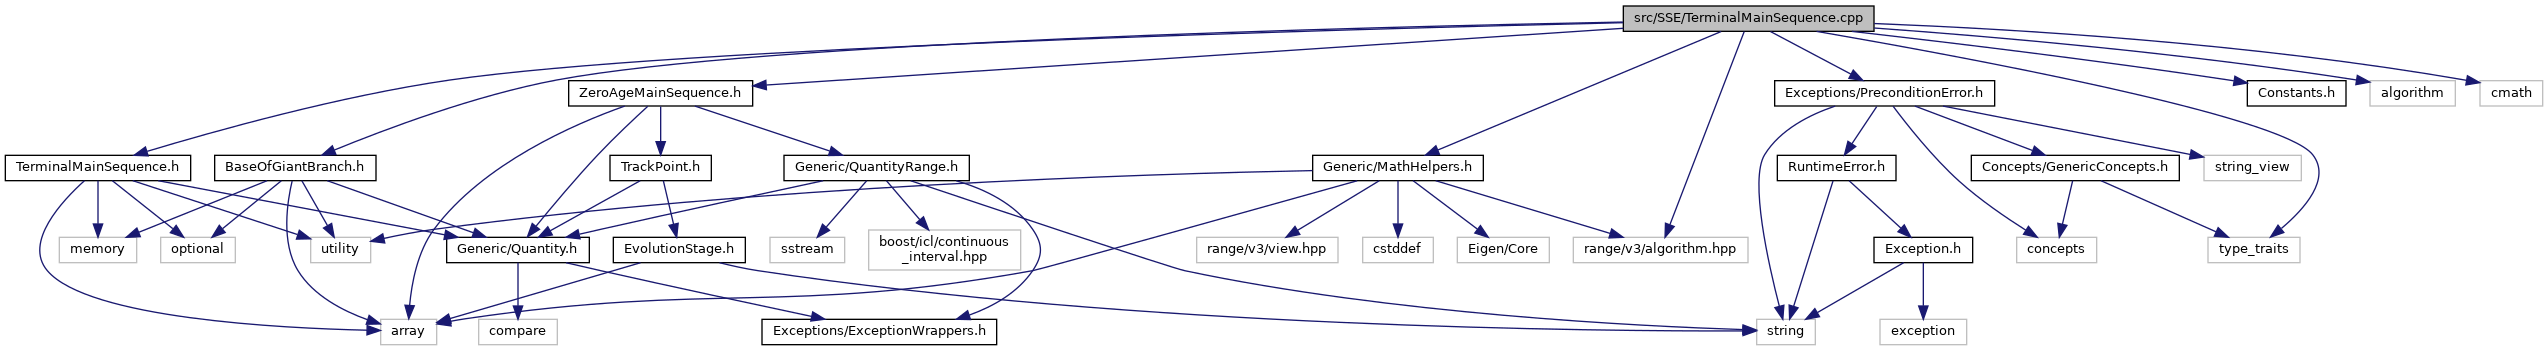 src/SSE/TerminalMainSequence.cpp
ZeroAgeMainSequence.h
Exceptions/PreconditionError.h
Constants.h
algorithm
cmath
TerminalMainSequence.h
BaseOfGiantBranch.h
TrackPoint.h
Generic/QuantityRange.h
Generic/MathHelpers.h
RuntimeError.h
Concepts/GenericConcepts.h
string_view
memory
optional
utility
Generic/Quantity.h
EvolutionStage.h
sstream
boost/icl/continuous
_interval.hpp
range/v3/view.hpp
cstddef
Eigen/Core
range/v3/algorithm.hpp
Exception.h
concepts
type_traits
array
compare
Exceptions/ExceptionWrappers.h
string
exception